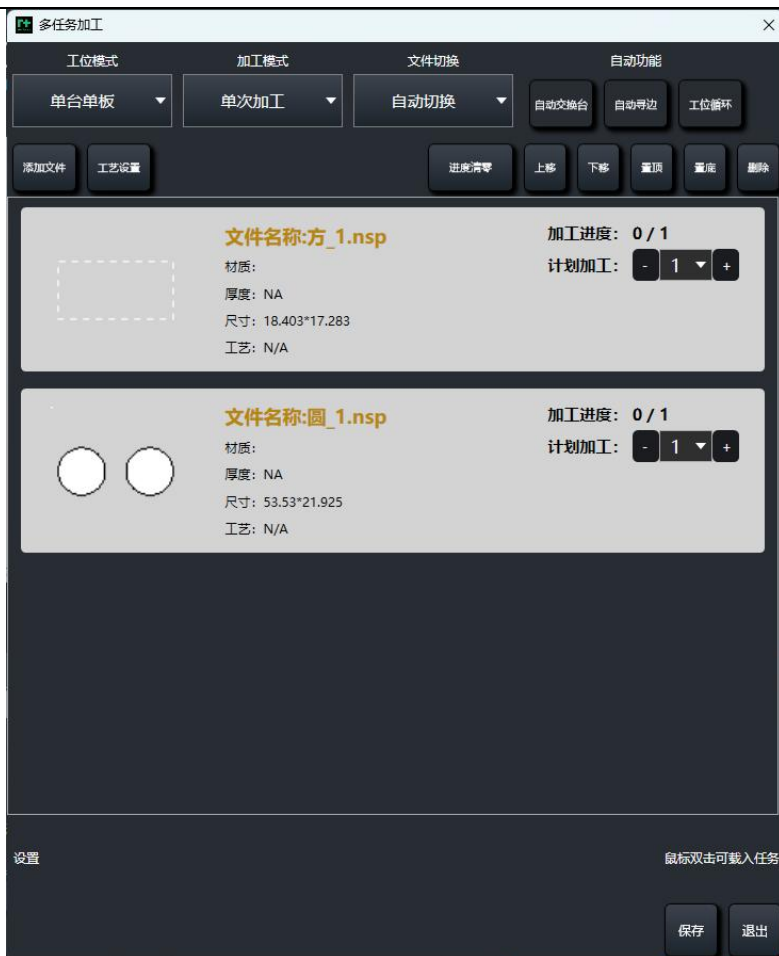 多任务加工
工位模式 加工模式 文件切换 自动功能
单台单板 单次加工 自动切换 自动交换台 自动寻边 工位循环
添加文件 工艺设置 进度清零 上移 下移 置顶 置底 删除
文件名称:方_1.nsp 加工进度: 0 / 1
材质: 计划加工: - 1 +
厚度: NA
尺寸: 18.403*17.283
工艺: N/A
文件名称:圆_1.nsp 加工进度: 0 / 1
材质: 计划加工: - 1 +
厚度: NA
尺寸: 53.53*21.925
工艺: N/A
设置 鼠标双击可载入任务
保存 退出